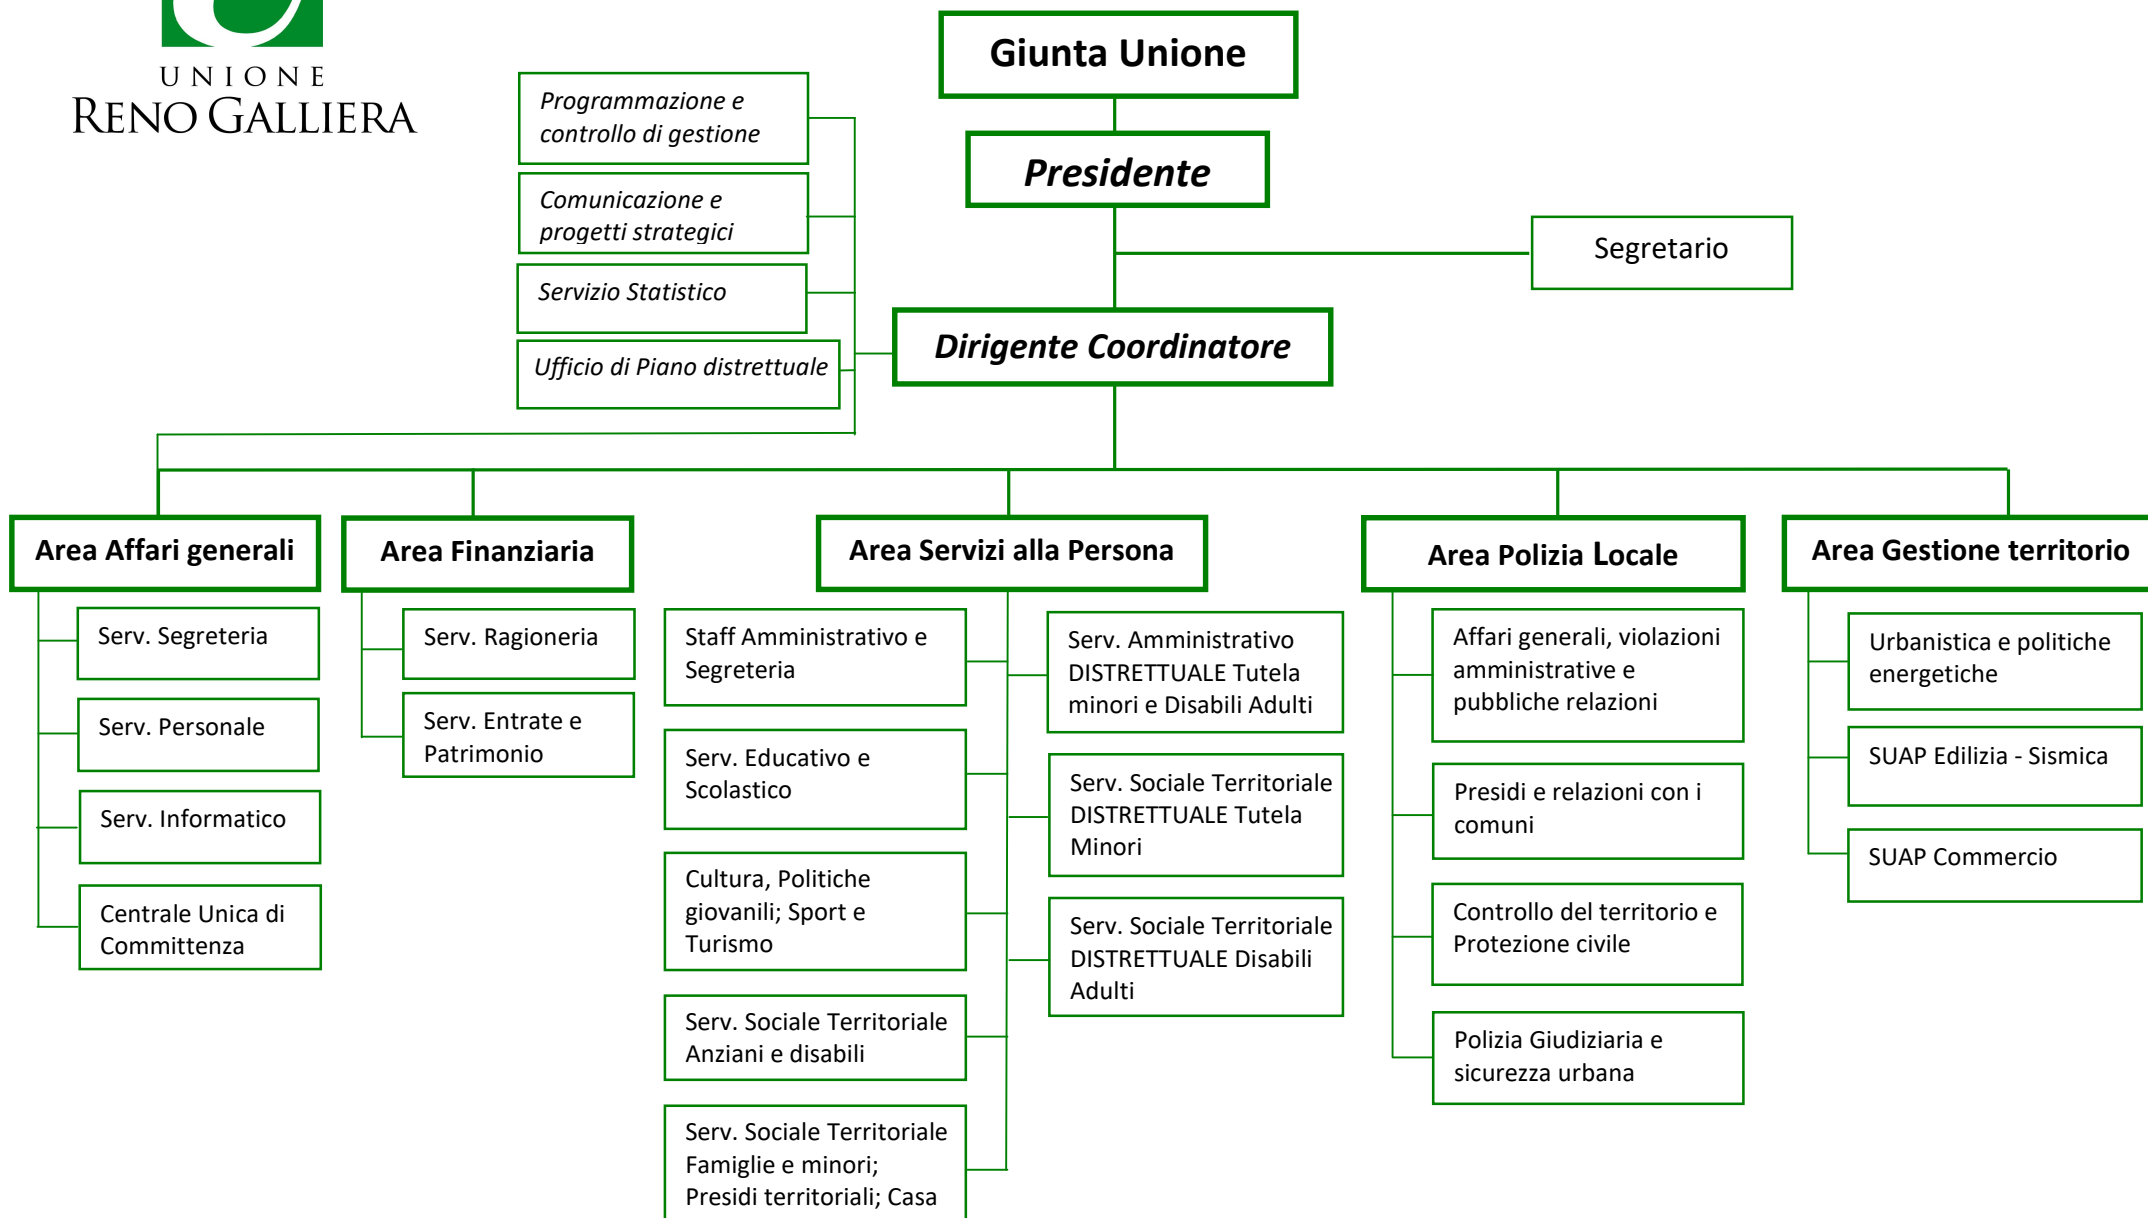 UNIONE
RENO GALLIERA
Giunta Unione
Presidente
Segretario
Dirigente Coordinatore
Programmazione e
controllo di gestione
Comunicazione e
progetti strategici
Servizio Statistico
Ufficio di Piano distrettuale
Area Affari generali
Serv. Segreteria
Serv. Personale
Serv. Informatico
Centrale Unica di
Committenza
Area Finanziaria
Serv. Ragioneria
Serv. Entrate e
Patrimonio
Area Servizi alla Persona
Staff Amministrativo e
Segreteria
Serv. Educativo e
Scolastico
Cultura, Politiche
giovanili; Sport e
Turismo
Serv. Sociale Territoriale
Anziani e disabili
Serv. Sociale Territoriale
Famiglie e minori;
Presidi territoriali; Casa
Serv. Amministrativo
DISTRETTUALE Tutela
minori e Disabili Adulti
Serv. Sociale Territoriale
DISTRETTUALE Tutela
Minori
Serv. Sociale Territoriale
DISTRETTUALE Disabili
Adulti
Area Polizia Locale
Affari generali, violazioni
amministrative e
pubbliche relazioni
Presidi e relazioni con i
comuni
Controllo del territorio e
Protezione civile
Polizia Giudiziaria e
sicurezza urbana
Area Gestione territorio
Urbanistica e politiche
energetiche
SUAP Edilizia - Sismica
SUAP Commercio